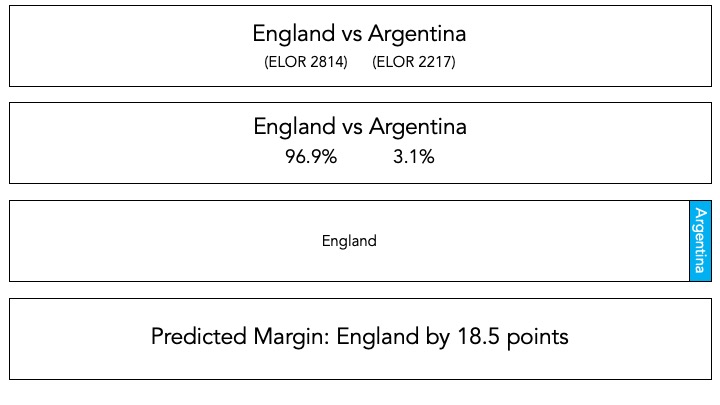 England vs Argentina
(ELOR 2814) (ELOR 2217)
England vs Argentina
96.9% 3.1%
England
Argentina
Predicted Margin: England by 18.5 points